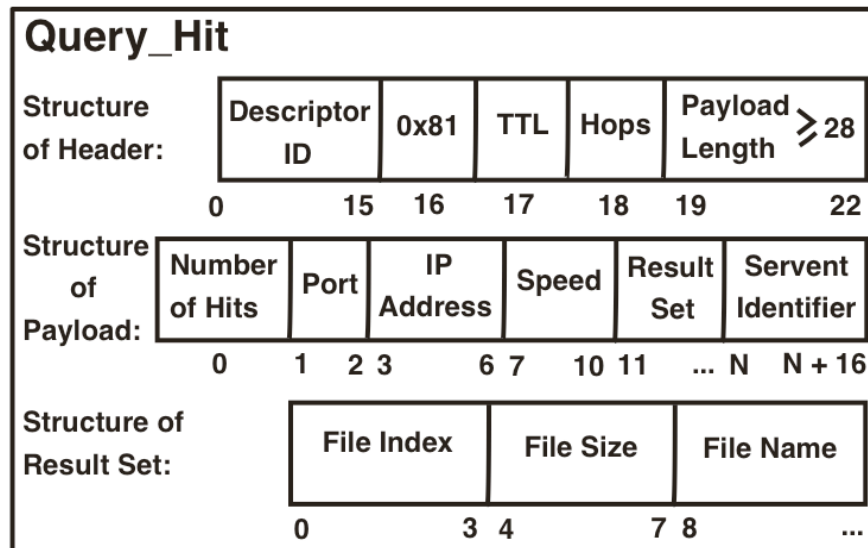 Query_Hit
Structure of Header:
Descriptor ID
0x81
TTL
Hops
Payload Length ⩾ 28
0 15 16 17 18 19 22
Structure of Payload:
Number of Hits
Port
IP Address
Speed
Result Set
Servent Identifier
0 1 2 3 6 7 10 11 ... N N + 16
Structure of Result Set:
File Index
File Size
File Name
0 3 4 7 8 ...